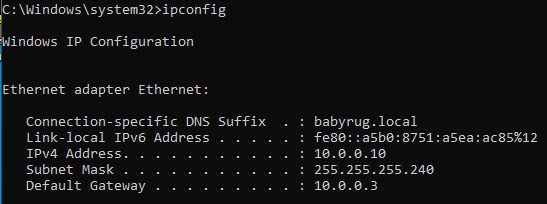 C:\Windows\system32>ipconfig
Windows IP Configuration
Ethernet adapter Ethernet:
Connection-specific DNS Suffix  . : babyrug.local
Link-local IPv6 Address . . . . . : fe80::a5b0:8751:a5ea:ac85%12
IPv4 Address. . . . . . . . . . . : 10.0.0.10
Subnet Mask . . . . . . . . . . . : 255.255.255.240
Default Gateway . . . . . . . . . : 10.0.0.3